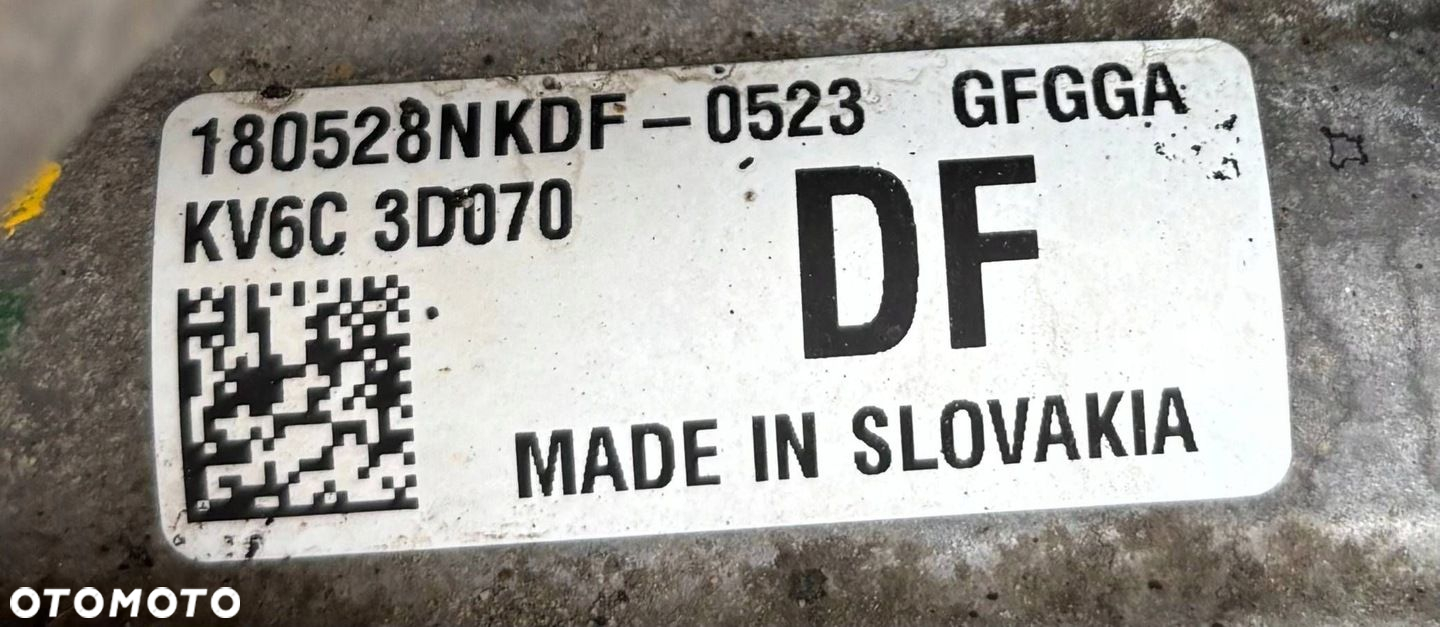 180528NKDF-0523 GFGGA
KV6C 3D070
DF
MADE IN SLOVAKIA
OTOMOTO